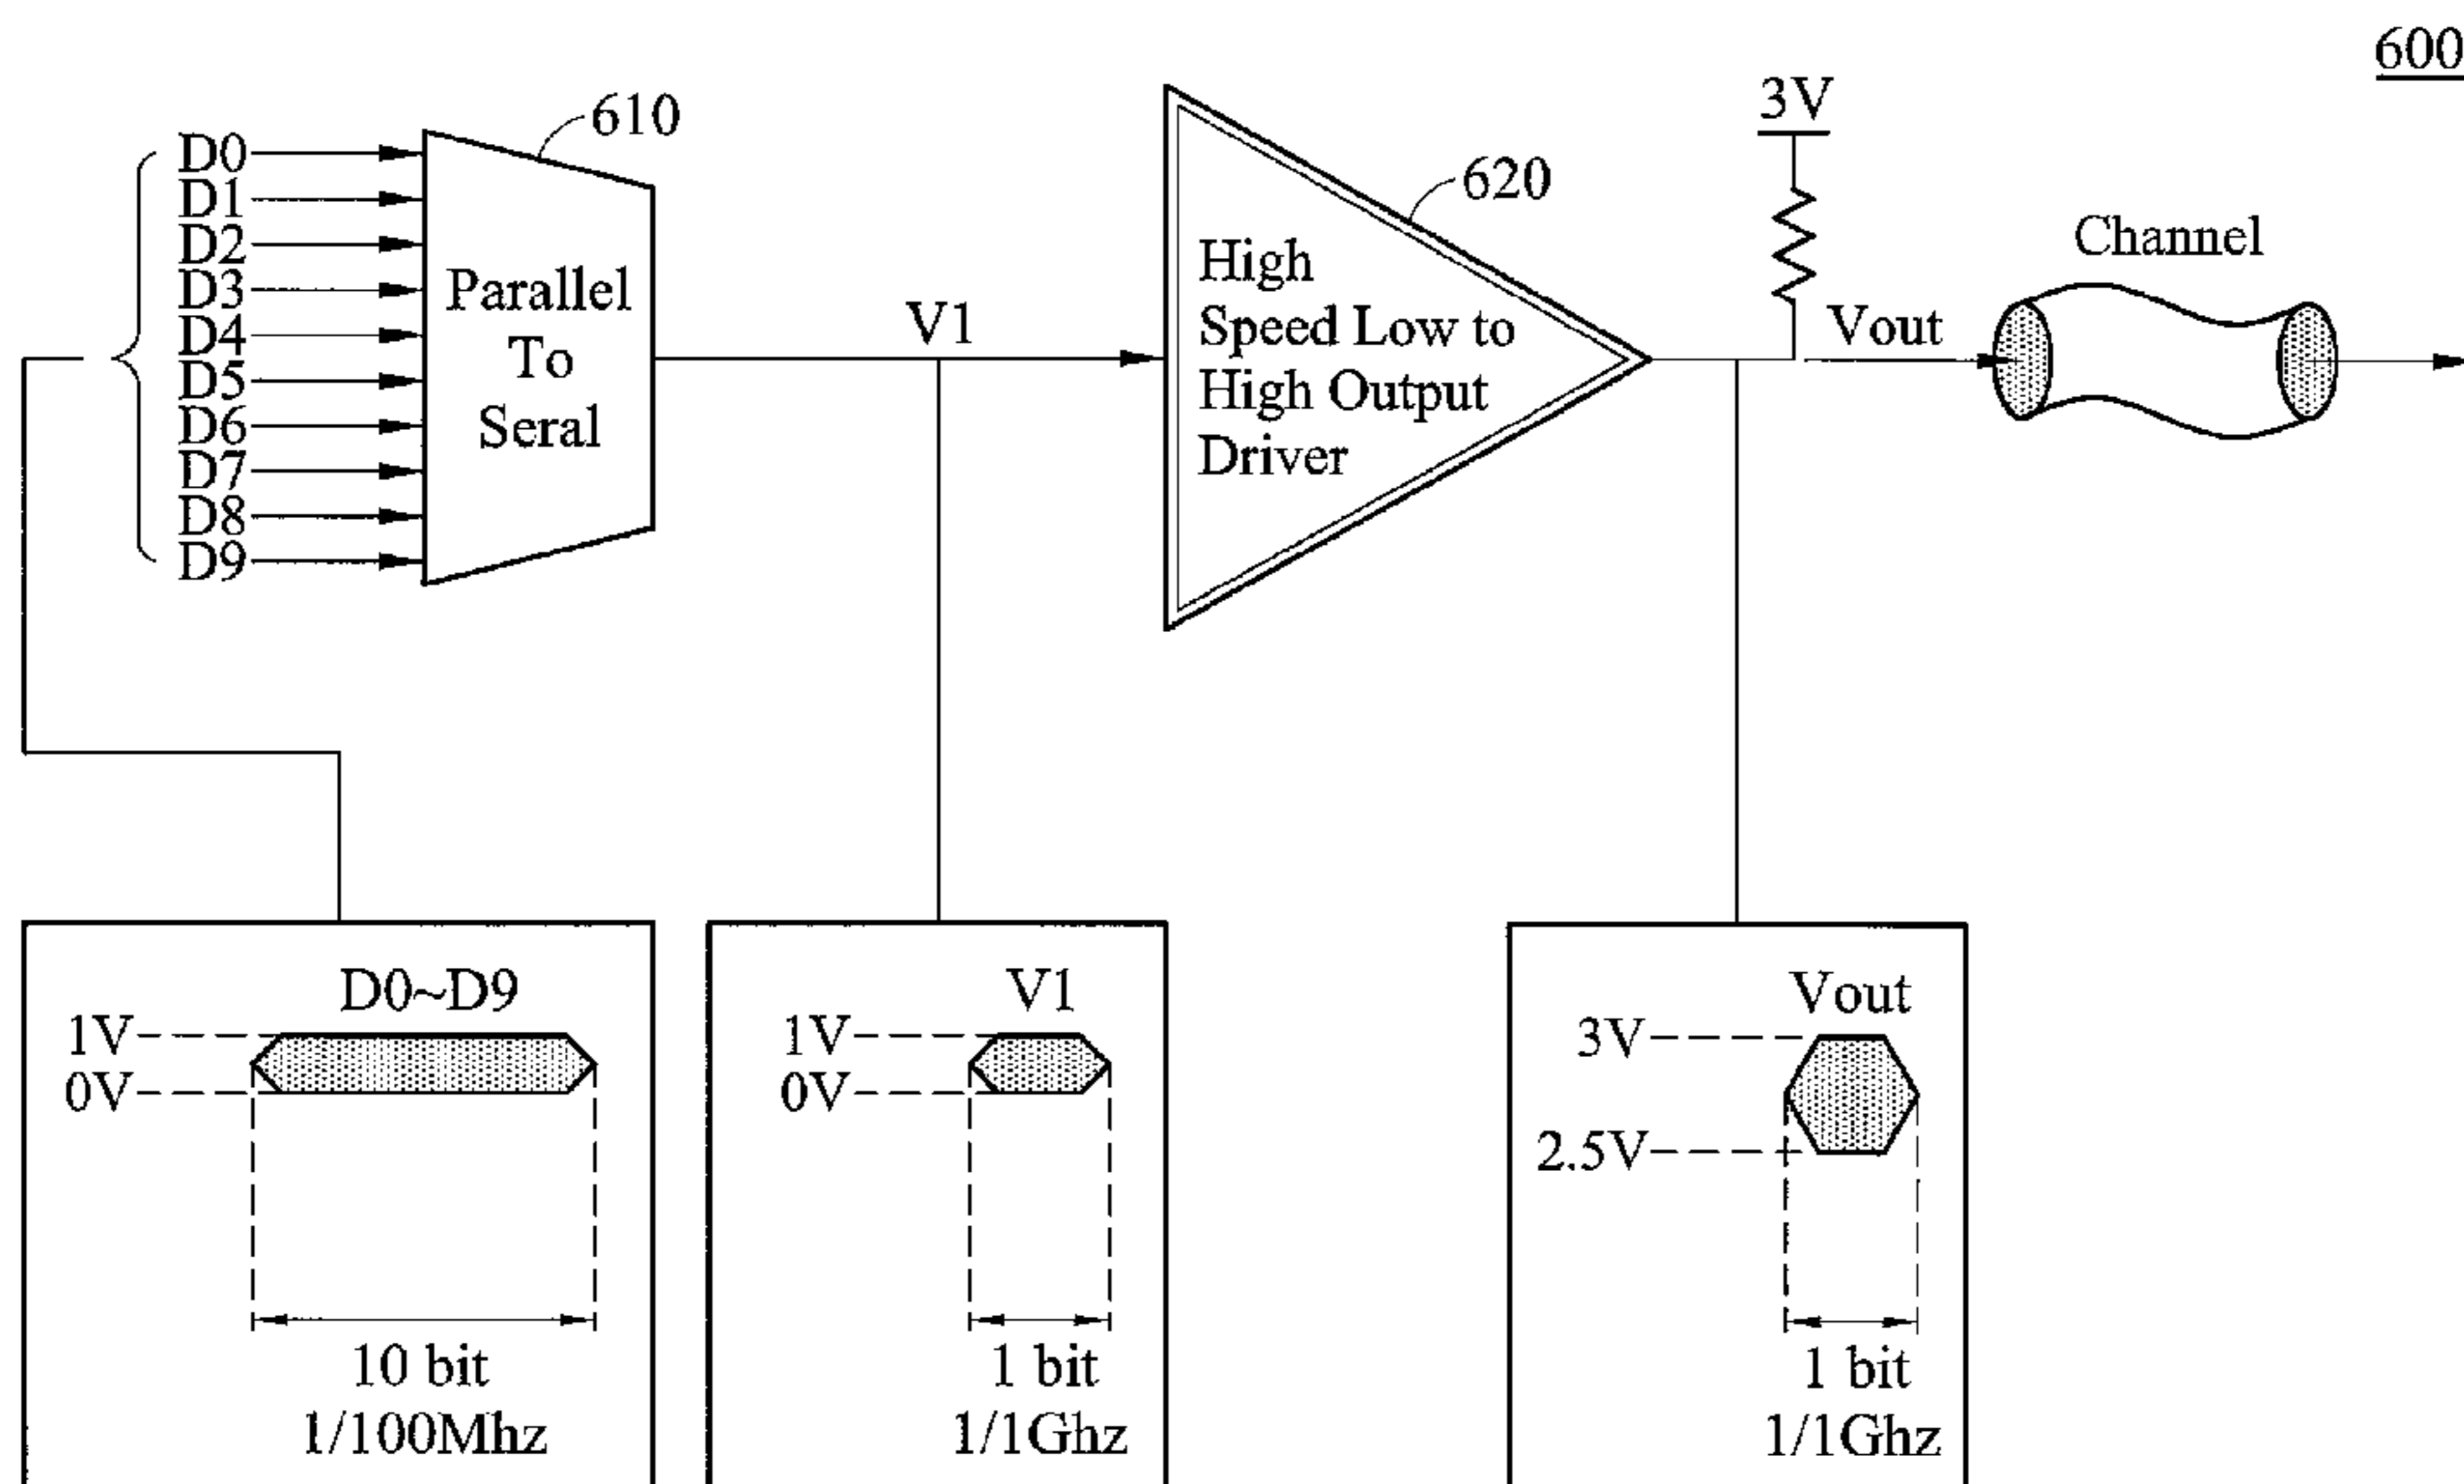 600
610
D0
D1
D2
D3
D4
D5
D6
D7
D8
D9
Parallel
To
Seral
V1
620
High
Speed Low to
High Output
Driver
3V
Vout
Channel
D0~D9
1V
0V
10 bit
1/100Mhz
V1
1V
0V
1 bit
1/1Ghz
Vout
3V
2.5V
1 bit
1/1Ghz